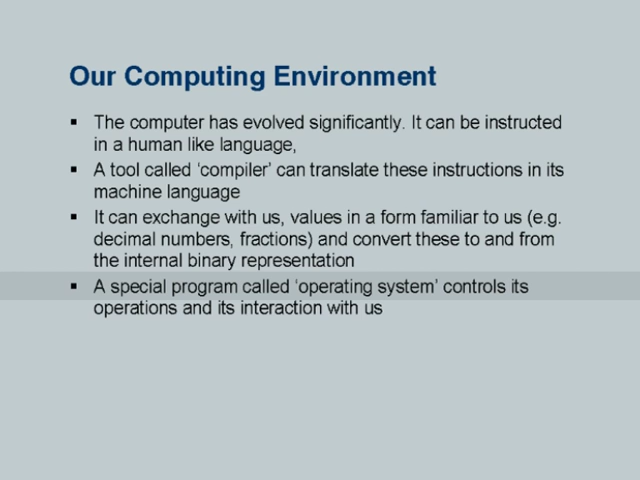 Our Computing Environment
▪ The computer has evolved significantly. It can be instructed
in a human like language,
▪ A tool called ‘compiler’ can translate these instructions in its
machine language
▪ It can exchange with us, values in a form familiar to us (e.g.
decimal numbers, fractions) and convert these to and from
the internal binary representation
▪ A special program called ‘operating system’ controls its
operations and its interaction with us